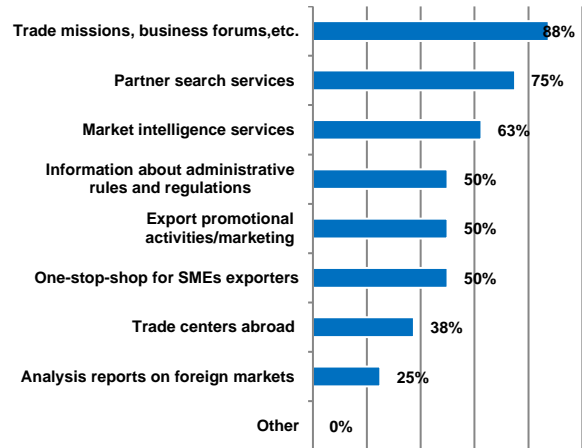 Trade missions, business forums,etc.
88%
Partner search services
75%
Market intelligence services
63%
Information about administrative
rules and regulations
50%
Export promotional
activities/marketing
50%
One-stop-shop for SMEs exporters
50%
Trade centers abroad
38%
Analysis reports on foreign markets
25%
Other
0%